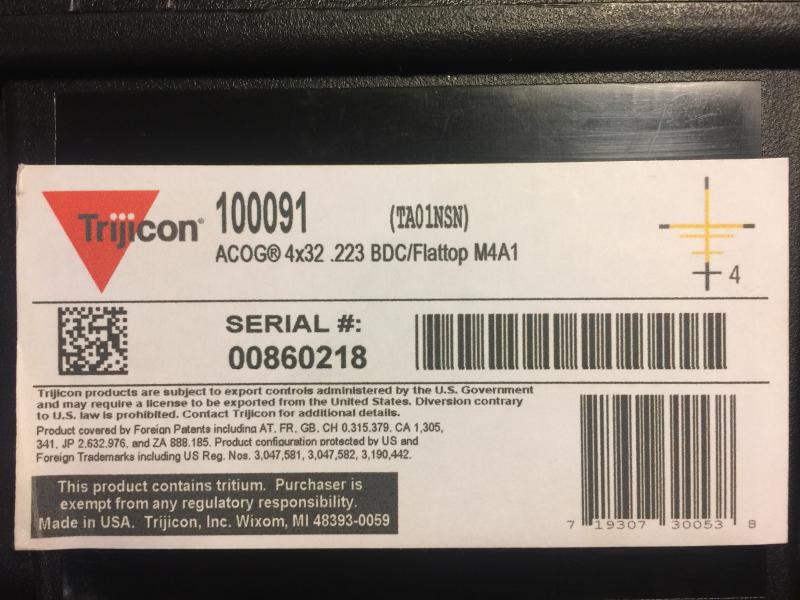 Trijicon®
100091 (TA01NSN)
ACOG® 4x32 .223 BDC/Flattop M4A1
4
SERIAL #:
00860218
Trijicon products are subject to export controls administered by the U.S. Government
and may require a license to be exported from the United States. Diversion contrary
to U.S. law is prohibited. Contact Trijicon for additional details.
Product covered by Foreign Patents including AT, FR, GB, CH 0.315.379, CA 1,305,
341, JP 2.632.976, and ZA 888.185. Product configuration protected by US and
Foreign Trademarks including US Reg. Nos. 3,047,581, 3,047,582, 3,190,442.
This product contains tritium. Purchaser is
exempt from any regulatory responsibility.
Made in USA. Trijicon, Inc. Wixom, MI 48393-0059
7 19307 30053 8